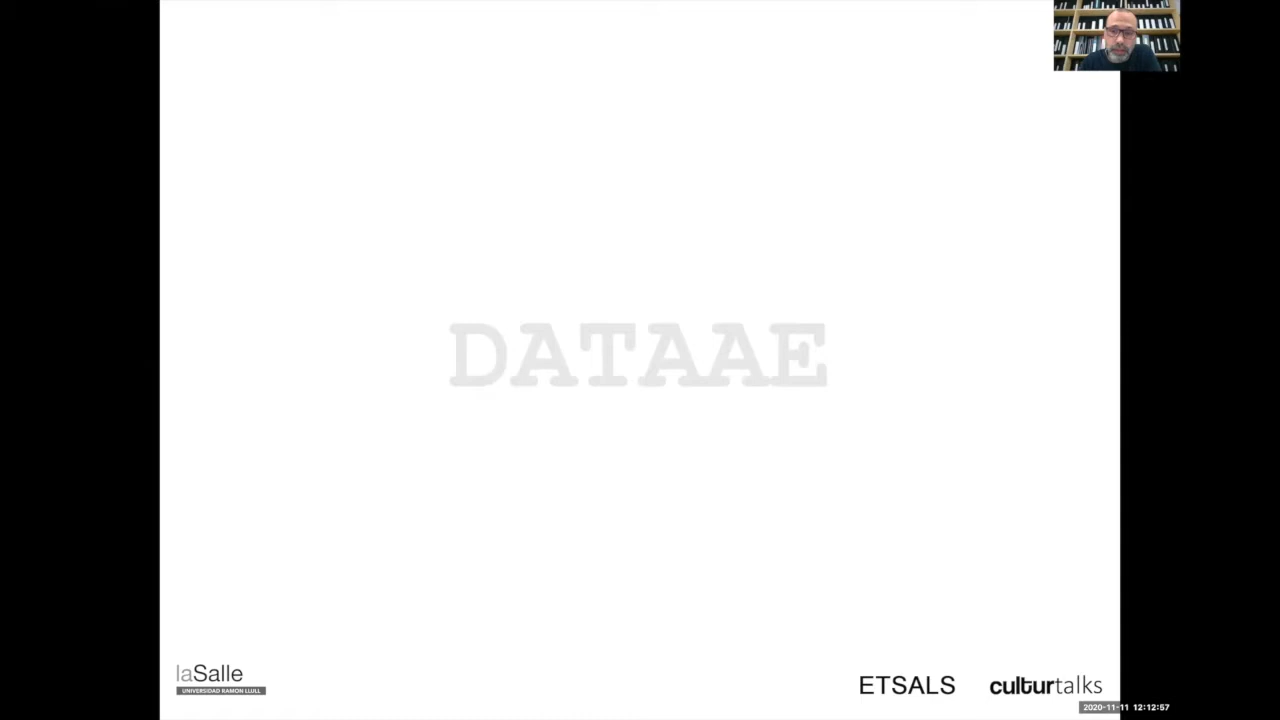 DATAAE
laSalle
UNIVERSIDAD RAMON LLULL
ETSALS
culturtalks
2020-11-11 12:12:57